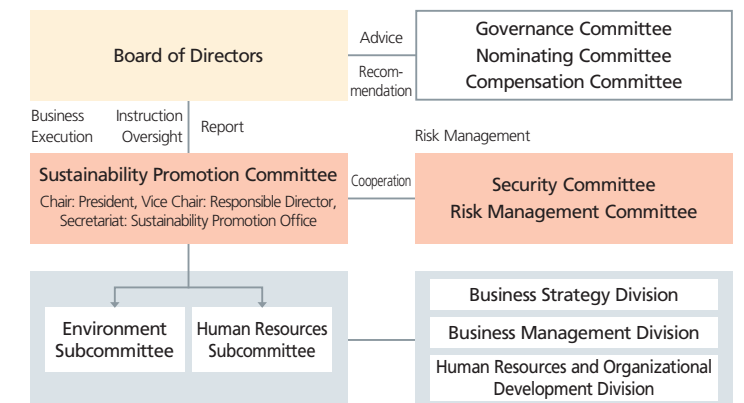 Board of Directors
Advice
Recom-
mendation
Governance Committee
Nominating Committee
Compensation Committee
Business
Execution
Instruction
Oversight
Report
Risk Management
Sustainability Promotion Committee
Chair: President, Vice Chair: Responsible Director,
Secretariat: Sustainability Promotion Office
Cooperation
Security Committee
Risk Management Committee
Environment
Subcommittee
Human Resources
Subcommittee
Business Strategy Division
Business Management Division
Human Resources and Organizational
Development Division